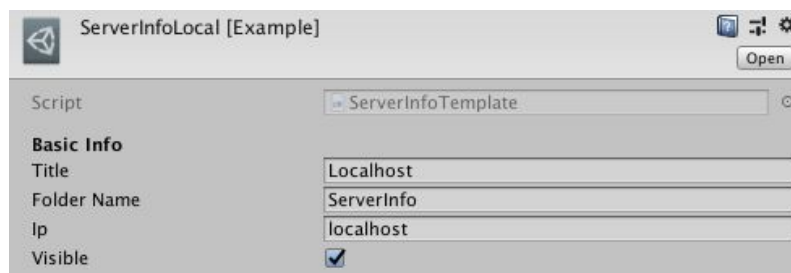 ServerInfoLocal [Example]
Open
Script ServerInfoTemplate
Basic Info
Title Localhost
Folder Name ServerInfo
Ip localhost
Visible